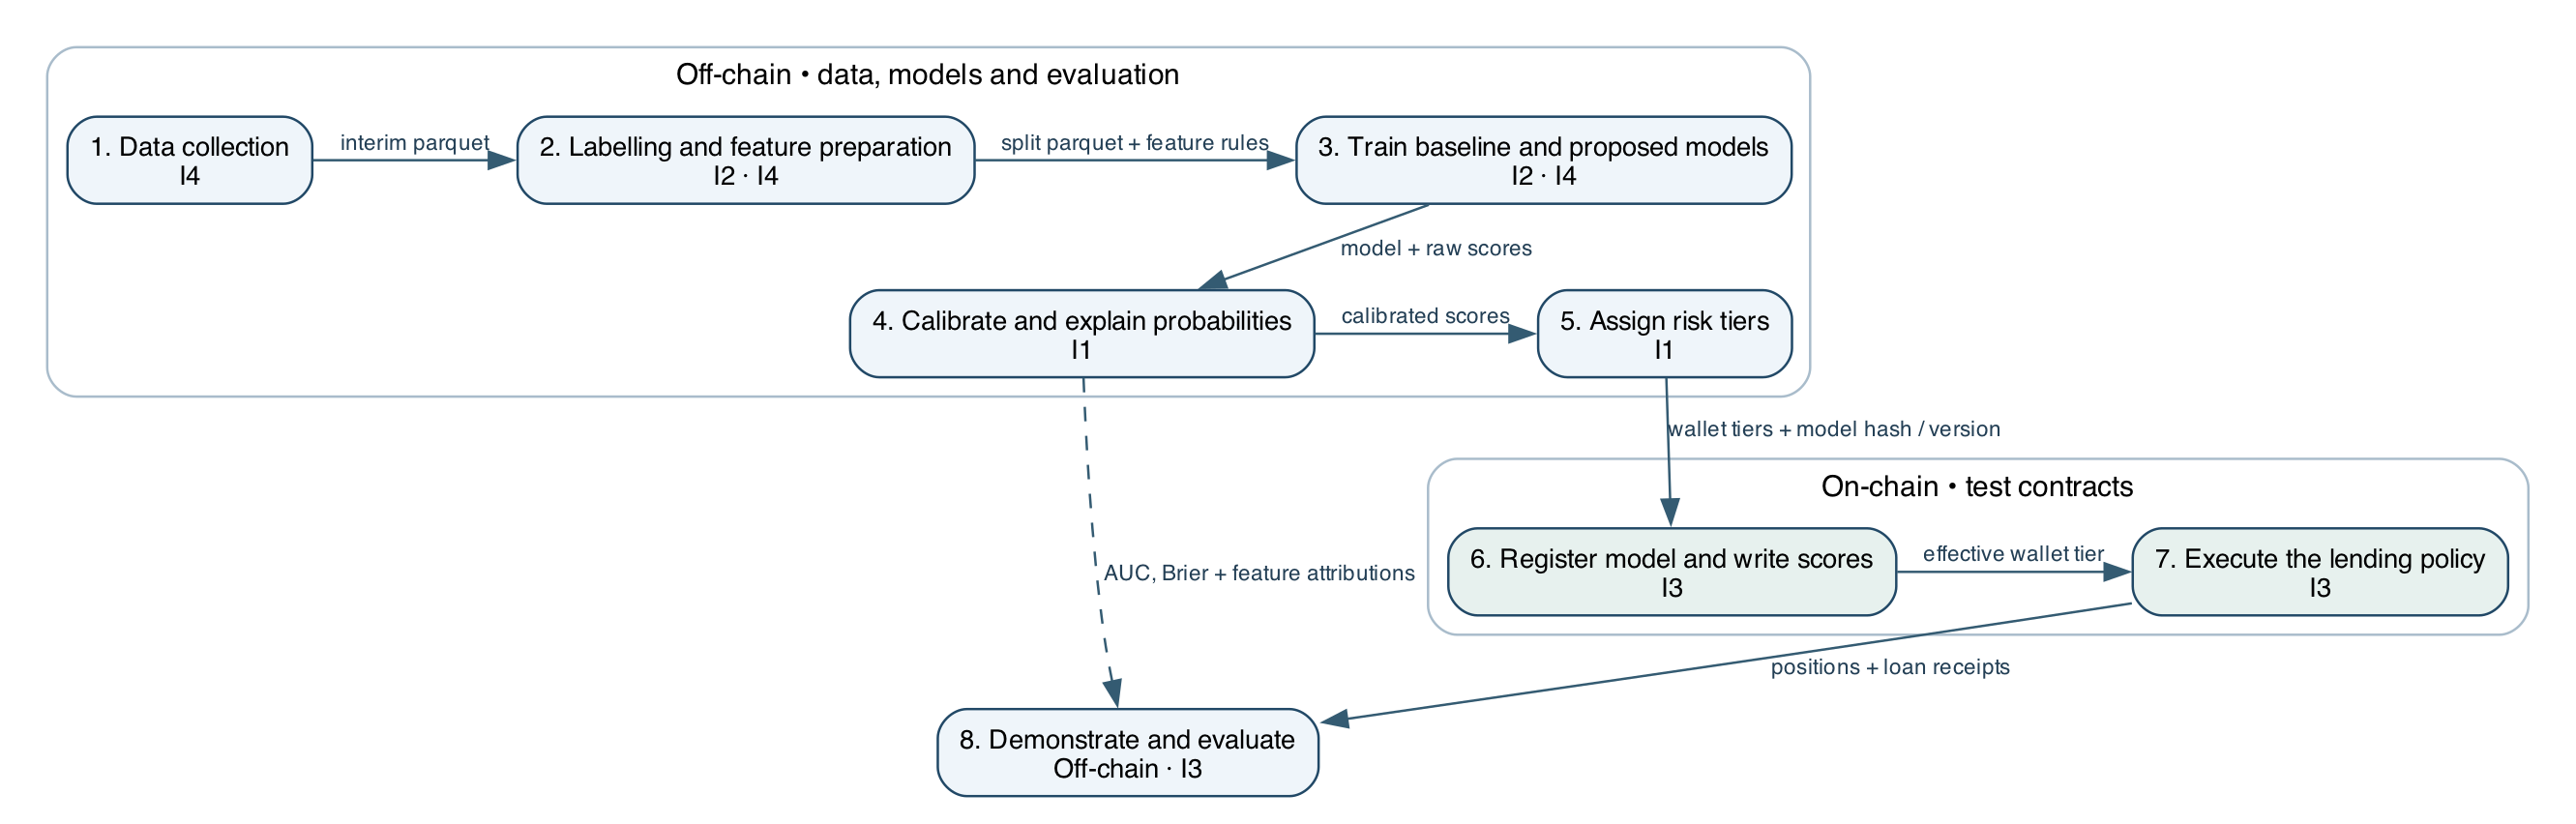 Off-chain • data, models and evaluation
1. Data collection
I4
interim parquet
2. Labelling and feature preparation
I2 · I4
split parquet + feature rules
3. Train baseline and proposed models
I2 · I4
model + raw scores
4. Calibrate and explain probabilities
I1
calibrated scores
5. Assign risk tiers
I1
wallet tiers + model hash / version
On-chain • test contracts
6. Register model and write scores
I3
effective wallet tier
7. Execute the lending policy
I3
AUC, Brier + feature attributions
positions + loan receipts
8. Demonstrate and evaluate
Off-chain · I3